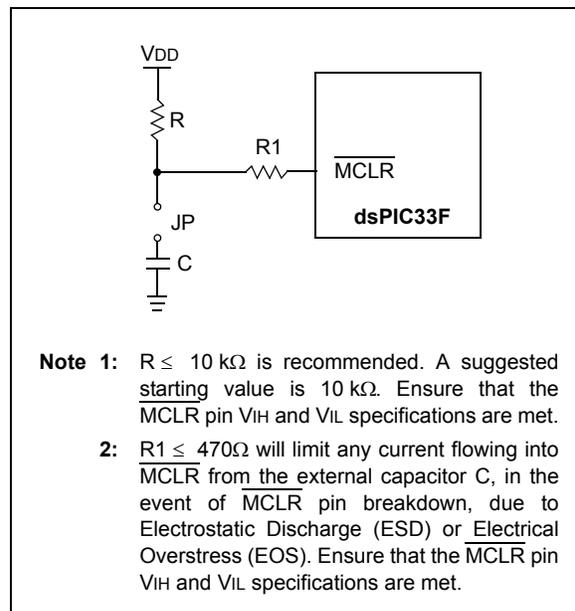 VDD
R
R1
MCLR
JP
dsPIC33F
C
Note 1: R ≤ 10 kΩ is recommended. A suggested
starting value is 10 kΩ. Ensure that the
MCLR pin VIH and VIL specifications are met.
2: R1 ≤ 470Ω will limit any current flowing into
MCLR from the external capacitor C, in the
event of MCLR pin breakdown, due to
Electrostatic Discharge (ESD) or Electrical
Overstress (EOS). Ensure that the MCLR pin
VIH and VIL specifications are met.